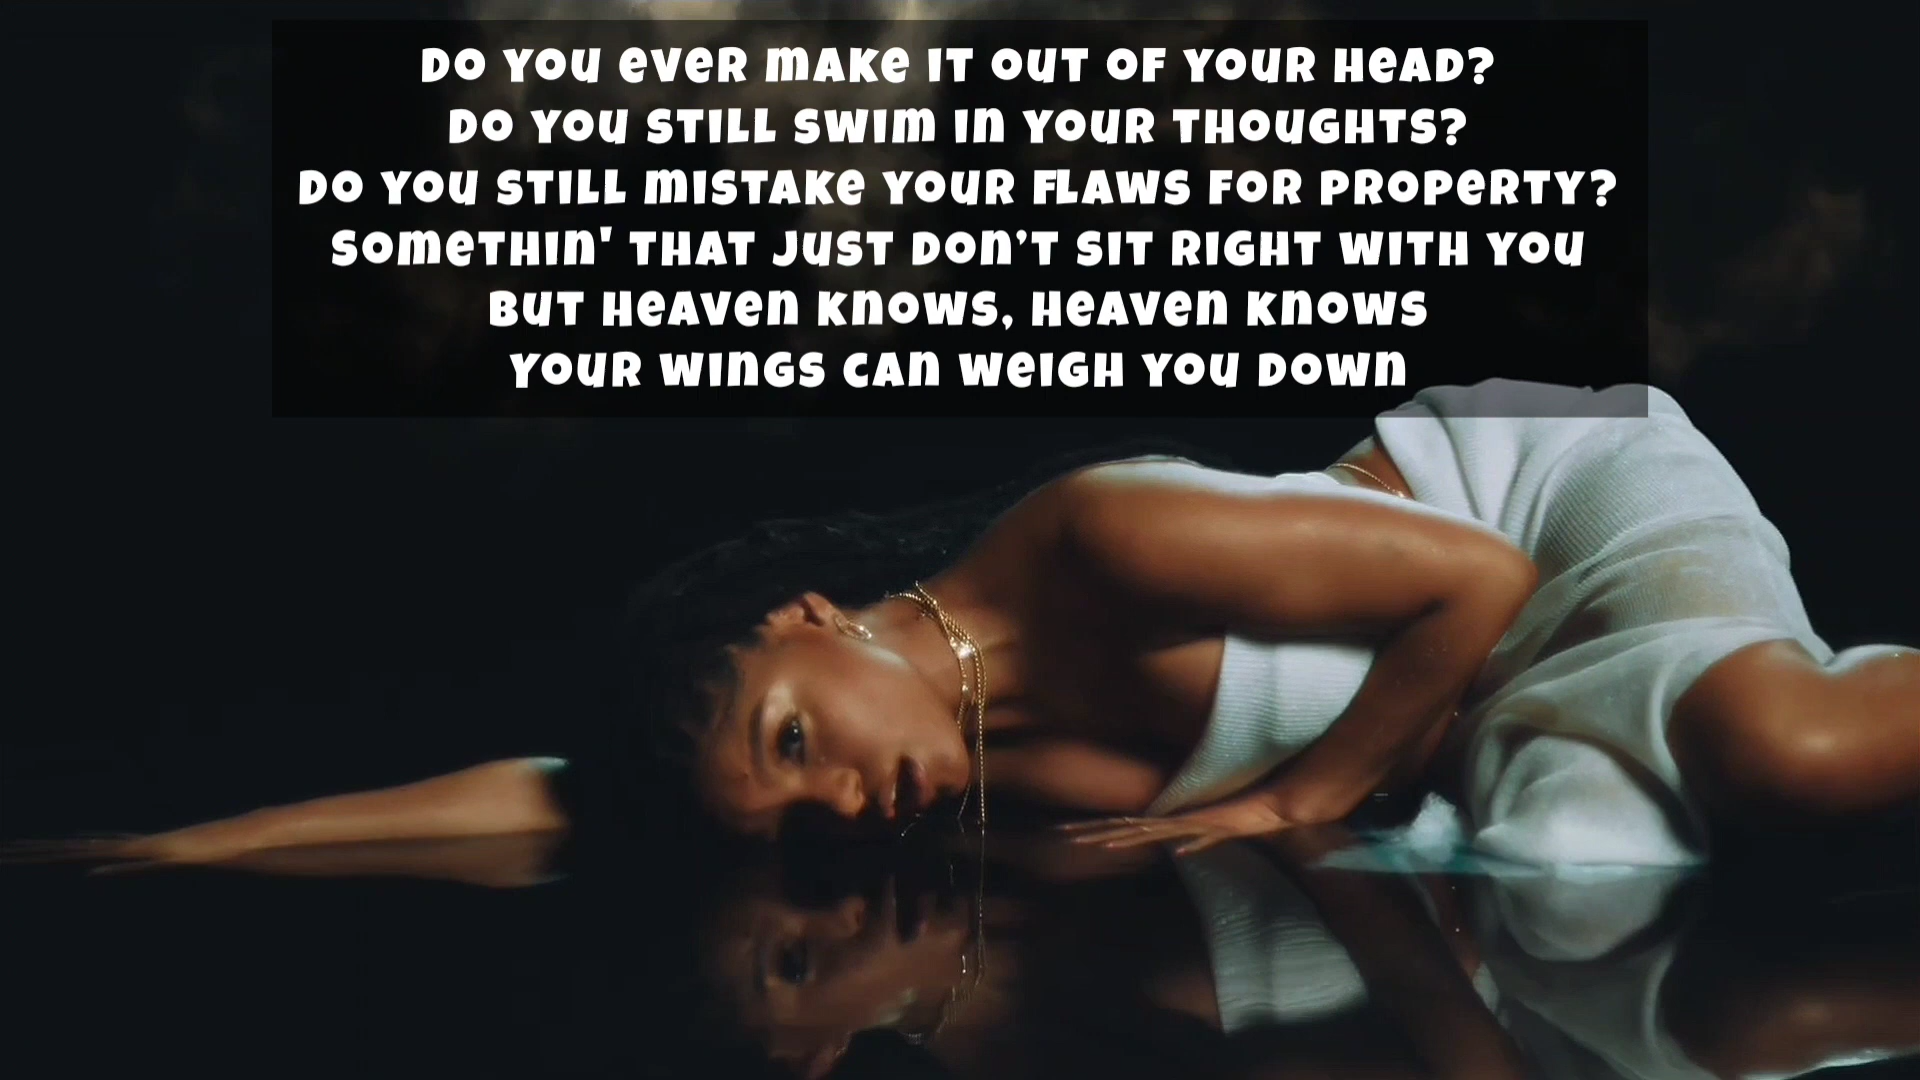 Do you ever make it out of your head?
Do you still swim in your thoughts?
Do you still mistake your flaws for property?
Somethin' that just don’t sit right with you
But heaven knows, heaven knows
Your wings can weigh you down